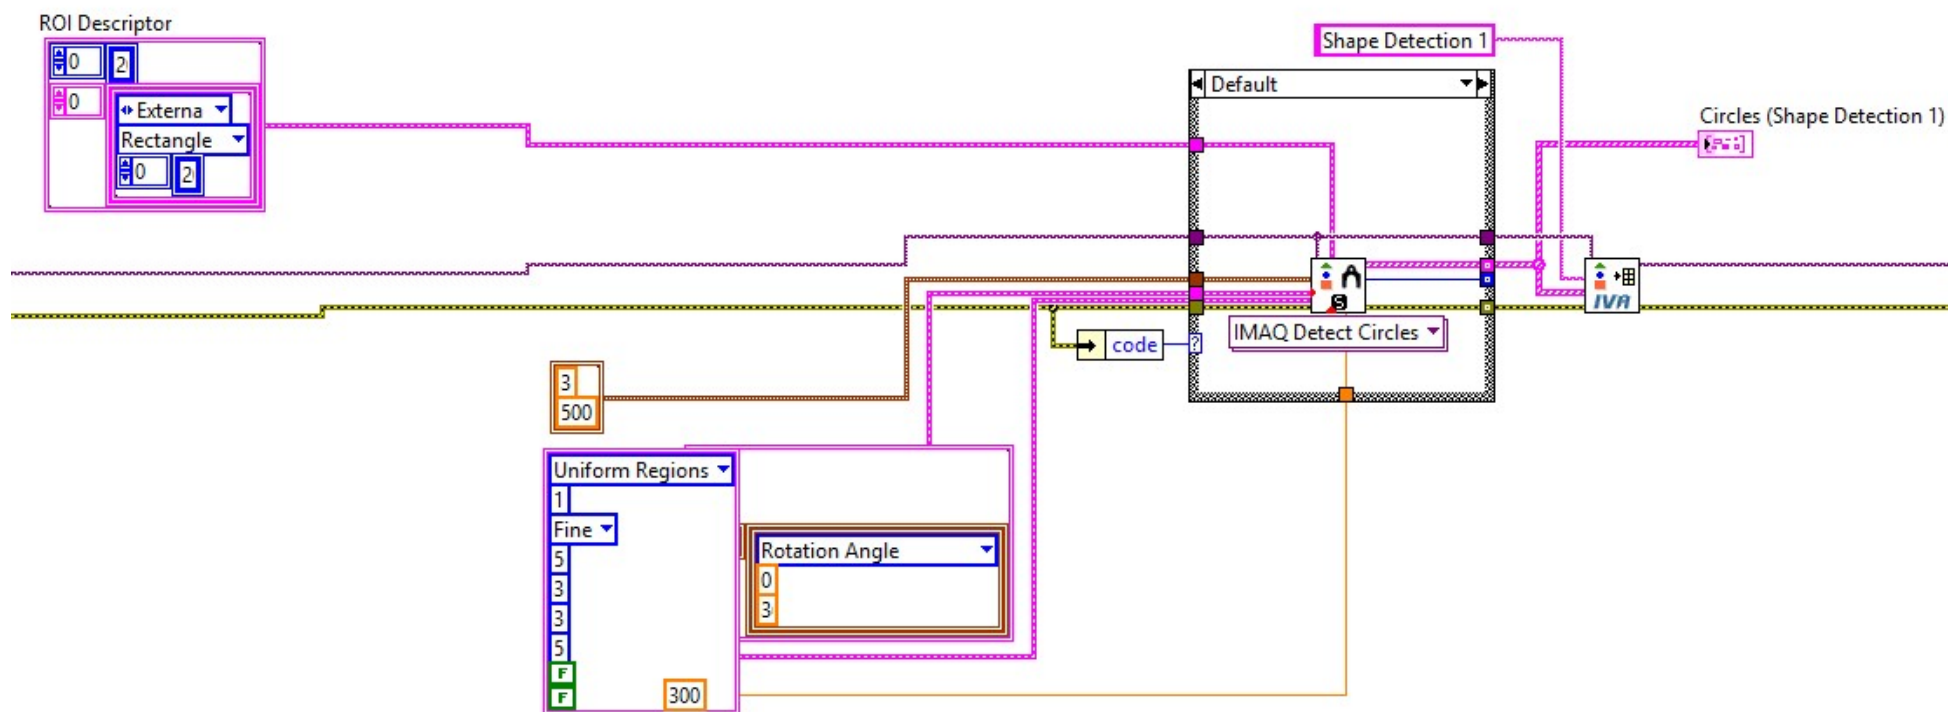 ROI Descriptor
0
2
0
Externa
Rectangle
0
2
Shape Detection 1
Default
Circles (Shape Detection 1)
IVA
IMAQ Detect Circles
code
?
S
3
500
Uniform Regions
1
Fine
5
3
3
5
F
F
300
Rotation Angle
0
3